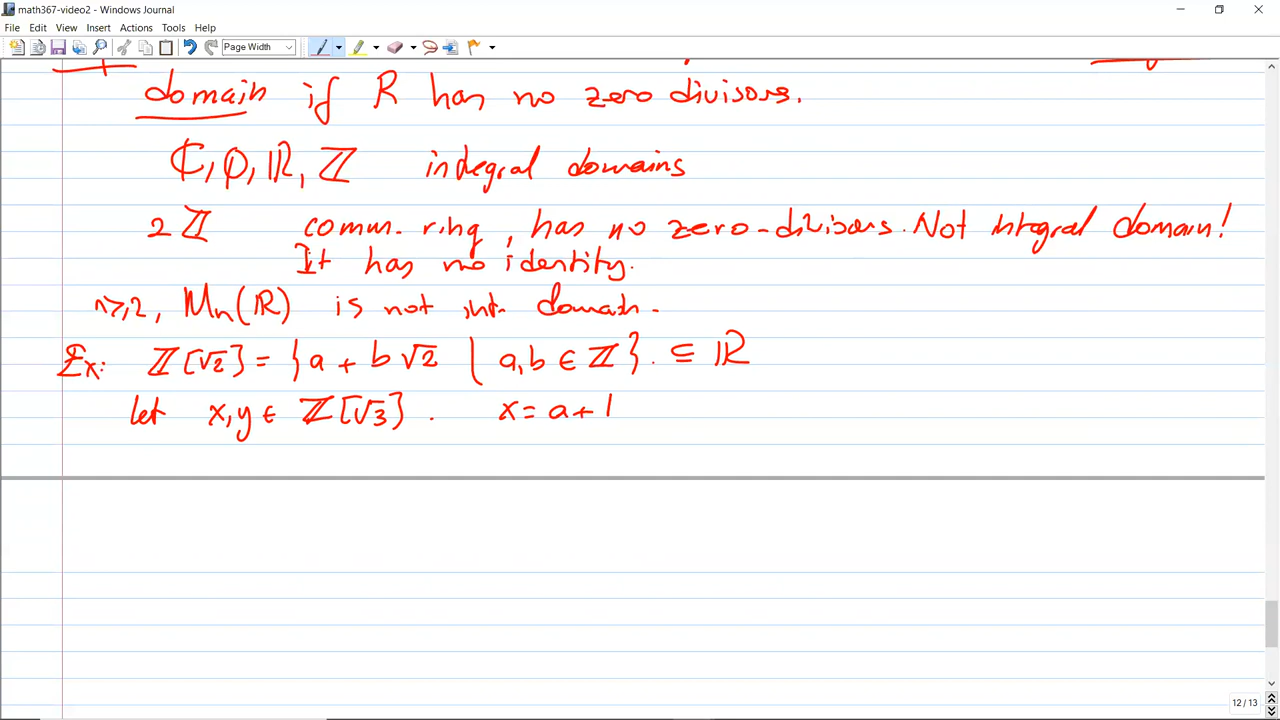 math367-video2 - Windows Journal
File Edit View Insert Actions Tools Help
Page Width
domain if R has no zero divisors.
ℂ, ℚ, ℝ, ℤ integral domains
2ℤ comm. ring, has no zero-divisors. Not integral domain!
It has no identity.
n≥2, Mn(ℝ) is not int. domain.
Ex: ℤ[√2] = {a + b√2 | a,b ∈ ℤ}. ⊆ ℝ
let x,y ∈ ℤ[√3]. x = a + 1
12 / 13